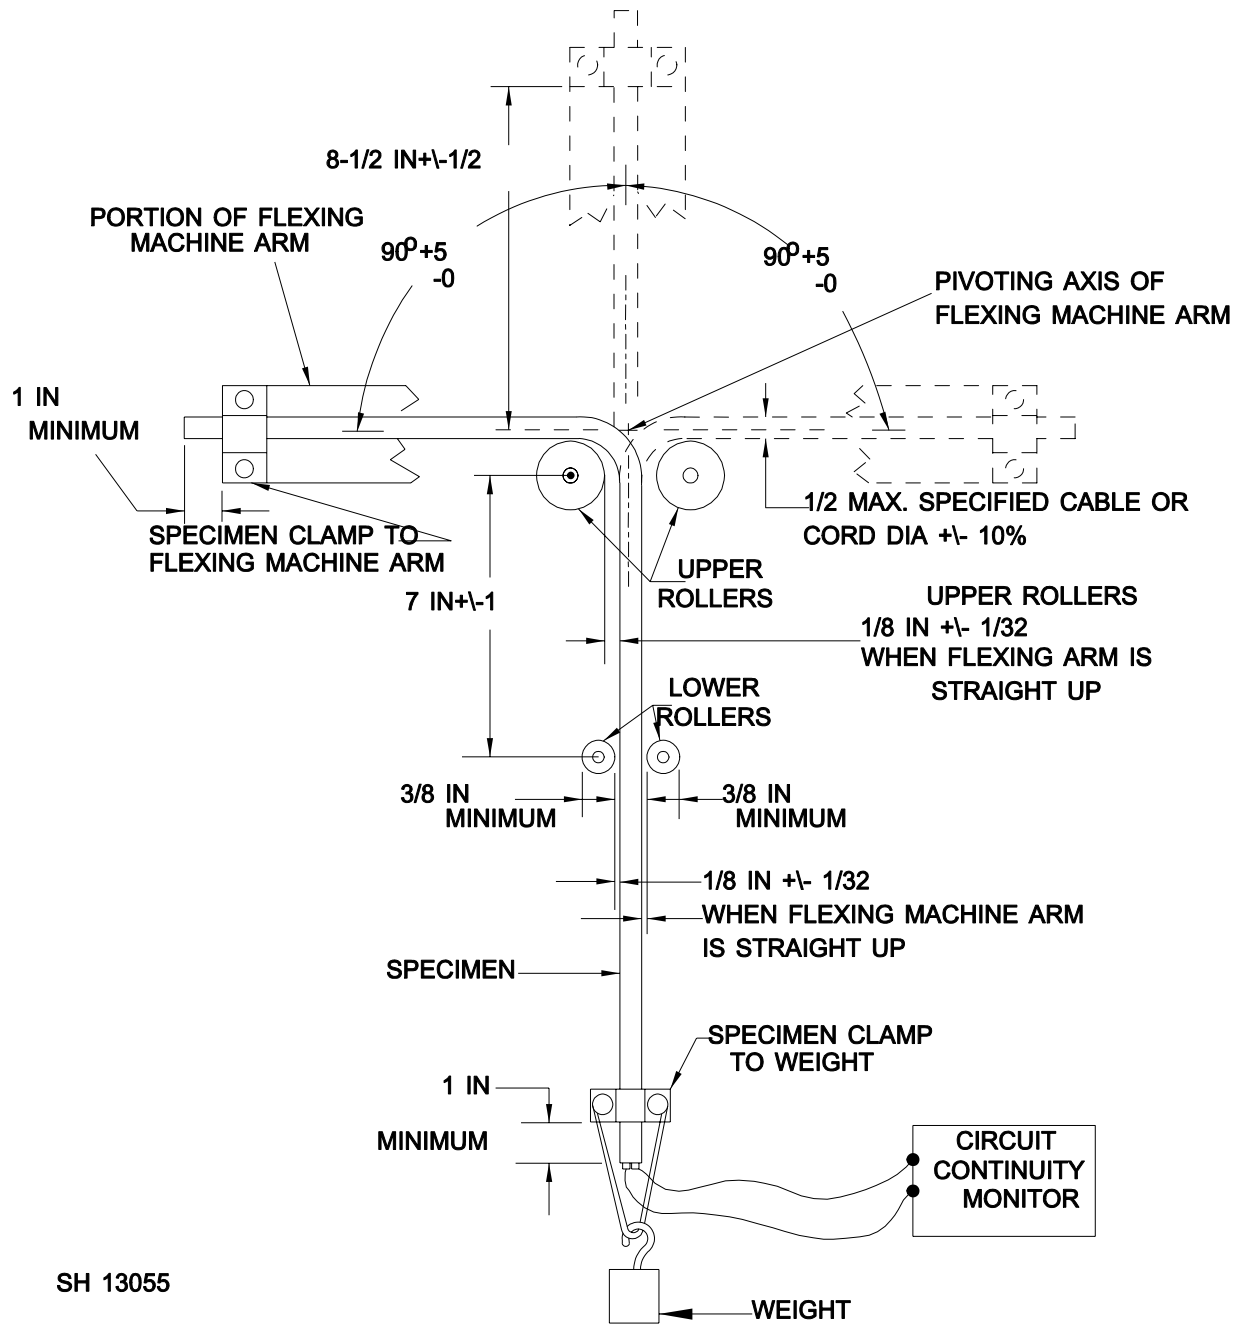 8-1/2 IN+\-1/2
PORTION OF FLEXING
MACHINE ARM
90º+5
-0
90º+5
-0
PIVOTING AXIS OF
FLEXING MACHINE ARM
1 IN
MINIMUM
SPECIMEN CLAMP TO
FLEXING MACHINE ARM
1/2 MAX. SPECIFIED CABLE OR
CORD DIA +\- 10%
UPPER
ROLLERS
7 IN+\-1
UPPER ROLLERS
1/8 IN +\- 1/32
WHEN FLEXING ARM IS
STRAIGHT UP
LOWER
ROLLERS
3/8 IN
MINIMUM
3/8 IN
MINIMUM
1/8 IN +\- 1/32
WHEN FLEXING MACHINE ARM
IS STRAIGHT UP
SPECIMEN
SPECIMEN CLAMP
TO WEIGHT
1 IN
MINIMUM
CIRCUIT
CONTINUITY
MONITOR
SH 13055
WEIGHT